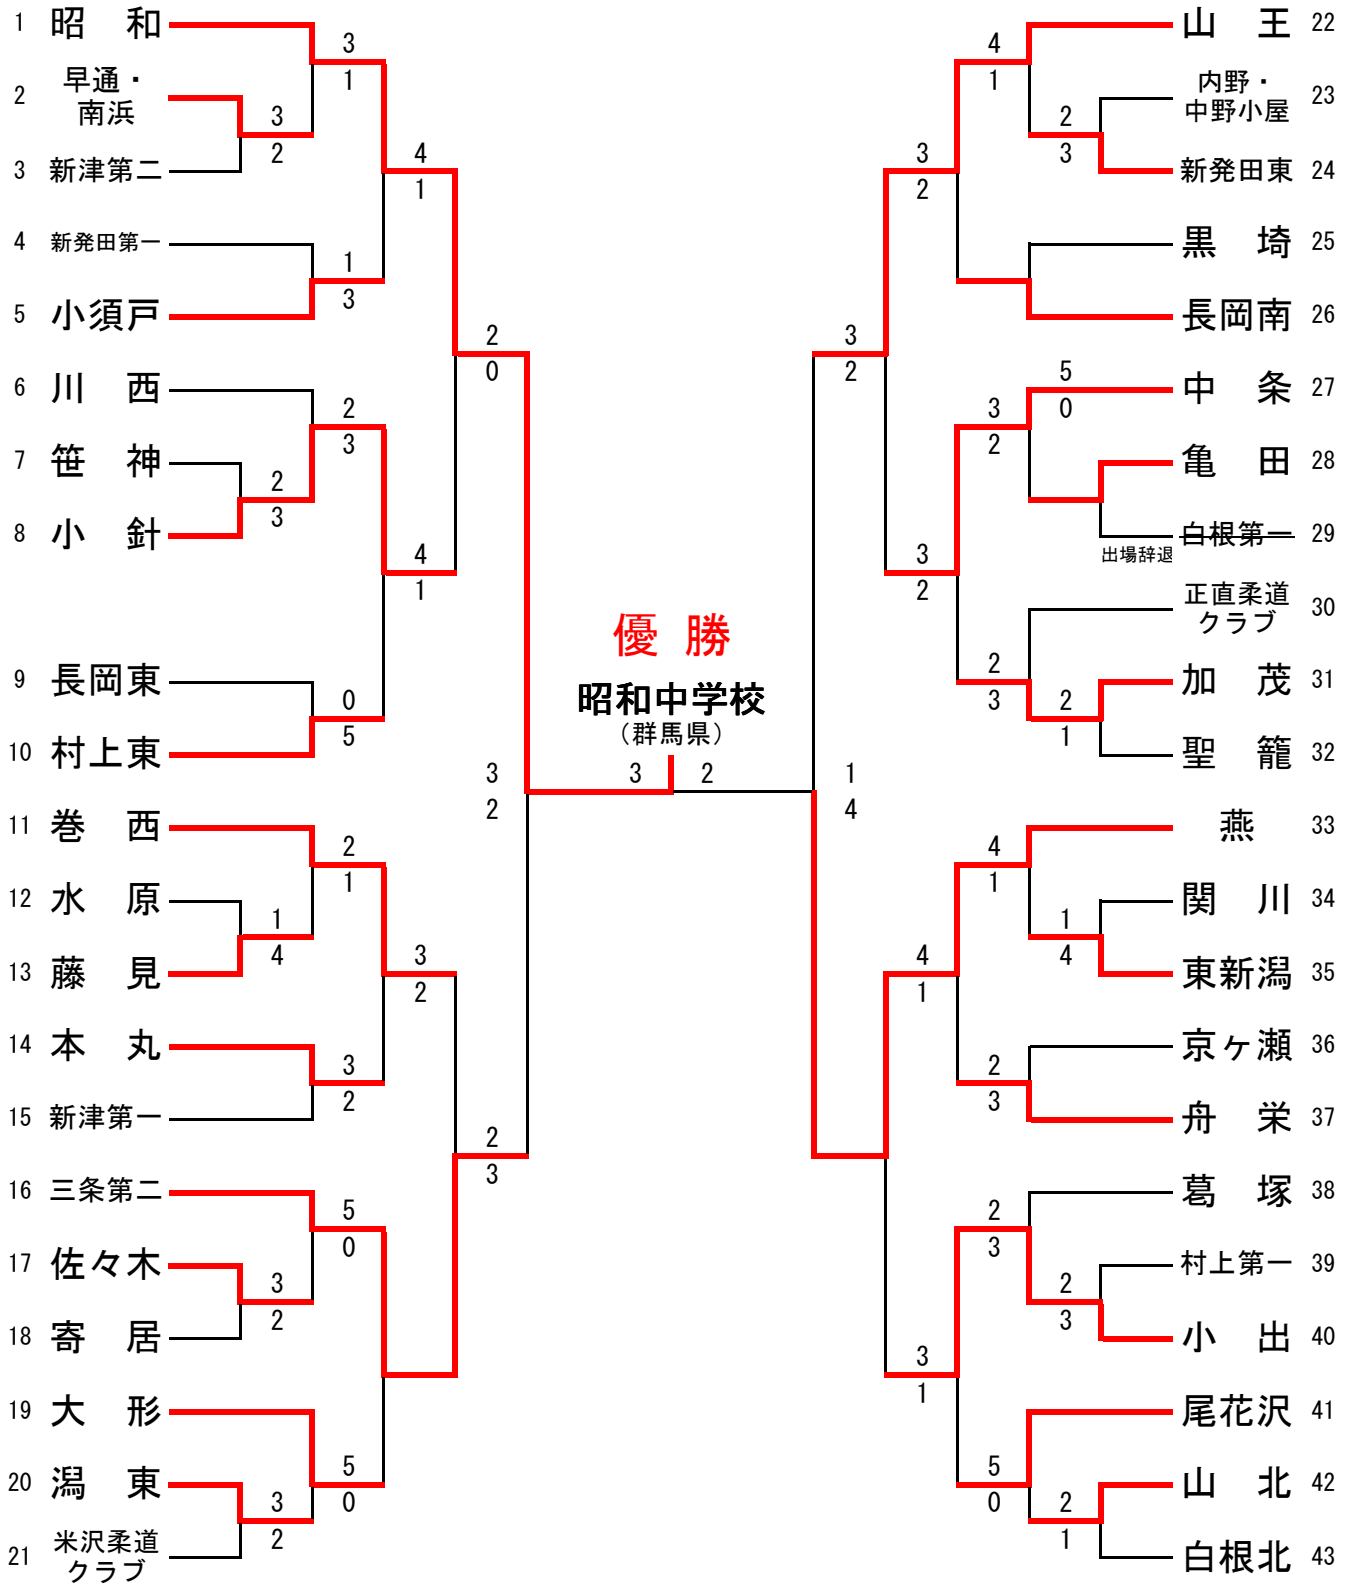 1 昭 和
2 早通・
南浜
3 新津第二
4 新発田第一
5 小須戸
6 川 西
7 笹 神
8 小 針
9 長岡東
10 村上東
11 巻 西
12 水 原
13 藤 見
14 本 丸
15 新津第一
16 三条第二
17 佐々木
18 寄 居
19 大 形
20 潟 東
21 米沢柔道
クラブ
3
2
2
3
1
4
3
2
3
2
3
1
1
3
2
3
0
5
2
1
3
2
5
0
5
0
4
1
4
1
3
2
2
0
2
3
3
2
優 勝
昭和中学校
（群馬県）
3 2
1
4
3
2
3
2
3
2
4
1
3
1
4
1
3
2
2
3
4
1
2
3
2
3
5
0
2
3
5
0
2
1
1
4
2
3
2
1
山 王 22
内野・
中野小屋 23
新発田東 24
黒 埼 25
長岡南 26
中 条 27
亀 田 28
白根第一 29
出場辞退
正直柔道
クラブ 30
加 茂 31
聖 籠 32
燕 33
関 川 34
東新潟 35
京ヶ瀬 36
舟 栄 37
葛 塚 38
村上第一 39
小 出 40
尾花沢 41
山 北 42
白根北 43